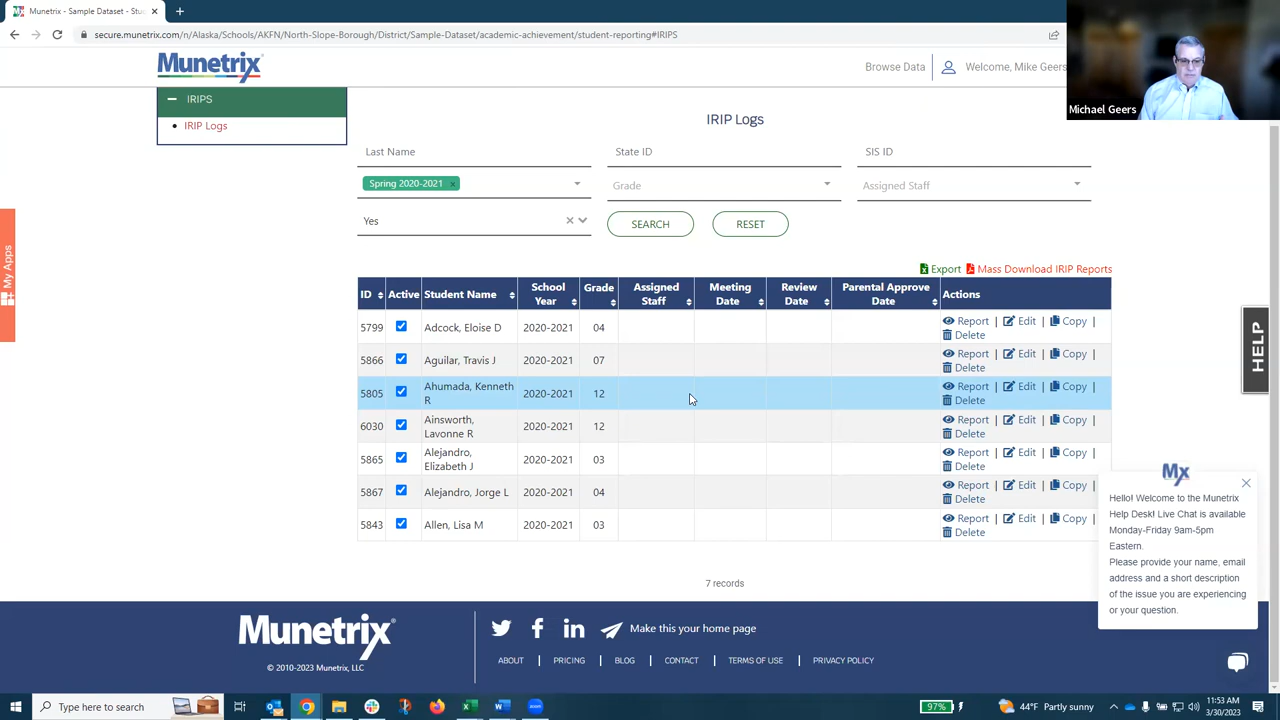 Munetrix - Sample Dataset - Stu
secure.munetrix.com/n/Alaska/Schools/AKFN/North-Slope-Borough/District/Sample-Dataset/academic-achievement/student-reporting#IRIPS
Munetrix
Browse Data
Welcome, Mike Geers
Michael Geers
IRIPS
IRIP Logs
IRIP Logs
Last Name
State ID
SIS ID
Spring 2020-2021 x
Grade
Assigned Staff
Yes
SEARCH
RESET
My Apps
HELP
Export Mass Download IRIP Reports
ID Active Student Name School Year Grade Assigned Staff Meeting Date Review Date Parental Approve Date Actions
5799 Adcock, Eloise D 2020-2021 04 Report | Edit | Copy | Delete
5866 Aguilar, Travis J 2020-2021 07 Report | Edit | Copy | Delete
5805 Ahumada, Kenneth R 2020-2021 12 Report | Edit | Copy | Delete
6030 Ainsworth, Lavonne R 2020-2021 12 Report | Edit | Copy | Delete
5865 Alejandro, Elizabeth J 2020-2021 03 Report | Edit | Copy | Delete
5867 Alejandro, Jorge L 2020-2021 04 Report | Edit | Copy | Delete
5843 Allen, Lisa M 2020-2021 03 Report | Edit | Copy | Delete
7 records
Mx
Hello! Welcome to the Munetrix
Help Desk! Live Chat is available
Monday-Friday 9am-5pm
Eastern.
Please provide your name, email
address and a short description
of the issue you are experiencing
or your question.
Munetrix
© 2010-2023 Munetrix, LLC
Make this your home page
ABOUT | PRICING | BLOG | CONTACT | TERMS OF USE | PRIVACY POLICY
Type here to search
97%
44°F Partly sunny
11:53 AM
3/30/2023